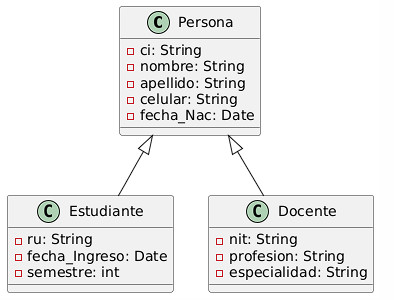 C Persona
ci: String
nombre: String
apellido: String
celular: String
fecha_Nac: Date
C Estudiante
ru: String
fecha_Ingreso: Date
semestre: int
C Docente
nit: String
profesion: String
especialidad: String